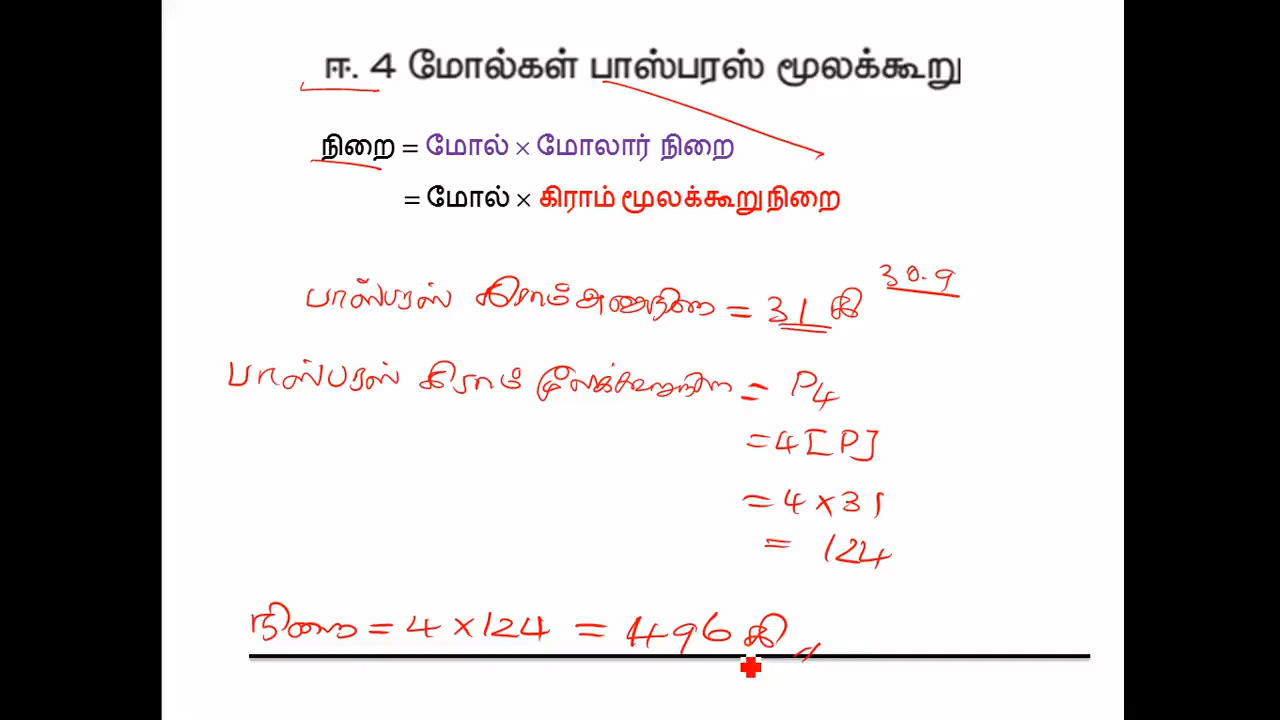 ஈ. 4 மோல்கள் பாஸ்பரஸ் மூலக்கூறு
நிறை = மோல் × மோலார் நிறை
= மோல் × கிராம் மூலக்கூறு நிறை
30.9
பாஸ்பரஸ் கிராம் அணுநிறை = 31 கி
பாஸ்பரஸ் கிராம் மூலக்கூறுநிறை = P4
= 4 [P]
= 4 × 31
= 124
நிறை = 4 × 124 = 496 கி